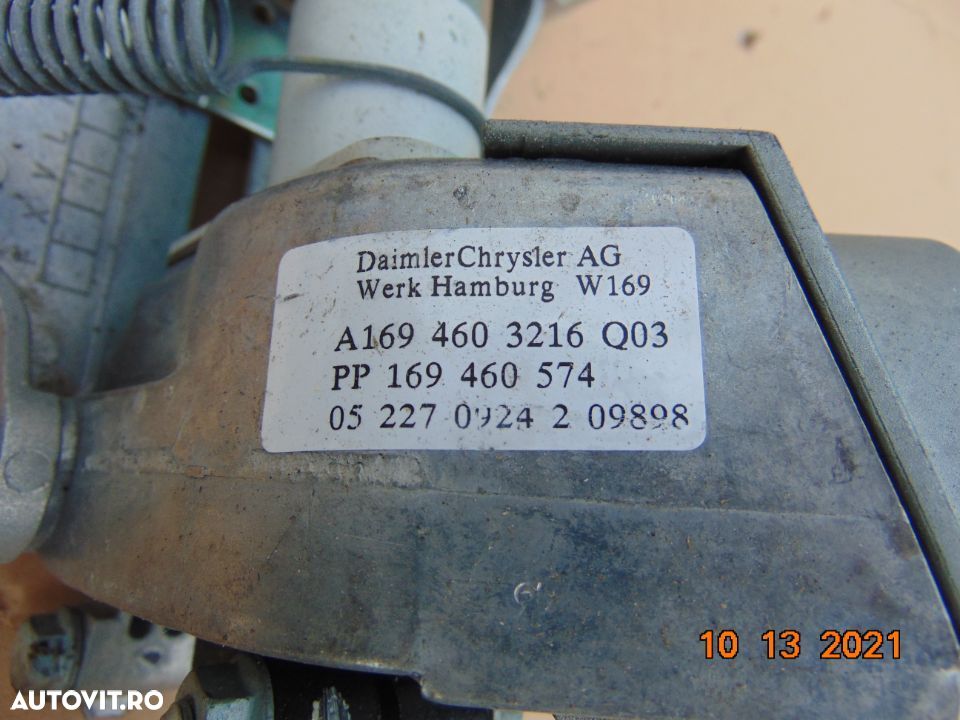 DaimlerChrysler AG
Werk Hamburg W169
A169 460 3216 Q03
PP 169 460 574
05 227 0924 2 09898
10 13 2021
AUTOVIT.RO